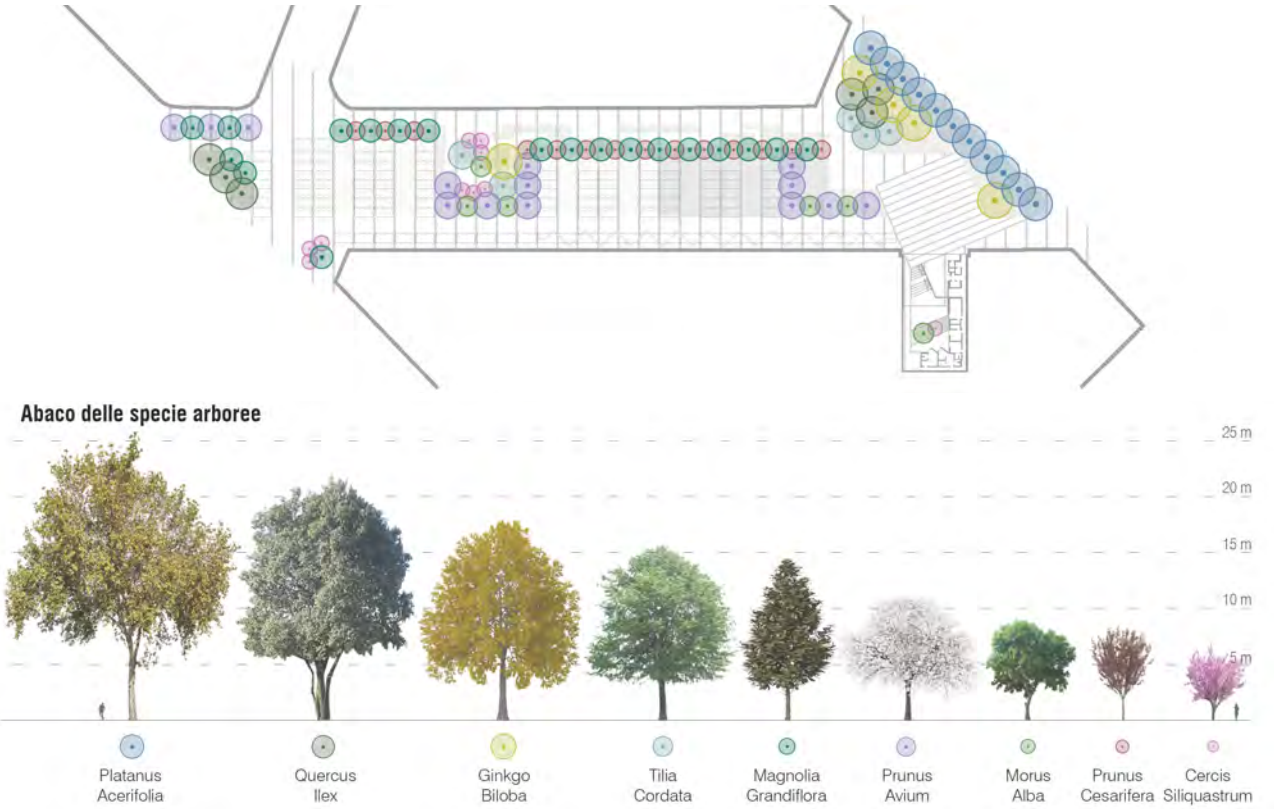 Abaco delle specie arboree
25 m
20 m
15 m
10 m
5 m
Platanus
Acerifolia
Quercus
Ilex
Ginkgo
Biloba
Tilia
Cordata
Magnolia
Grandiflora
Prunus
Avium
Morus
Alba
Prunus
Cesarifera
Cercis
Siliquastrum